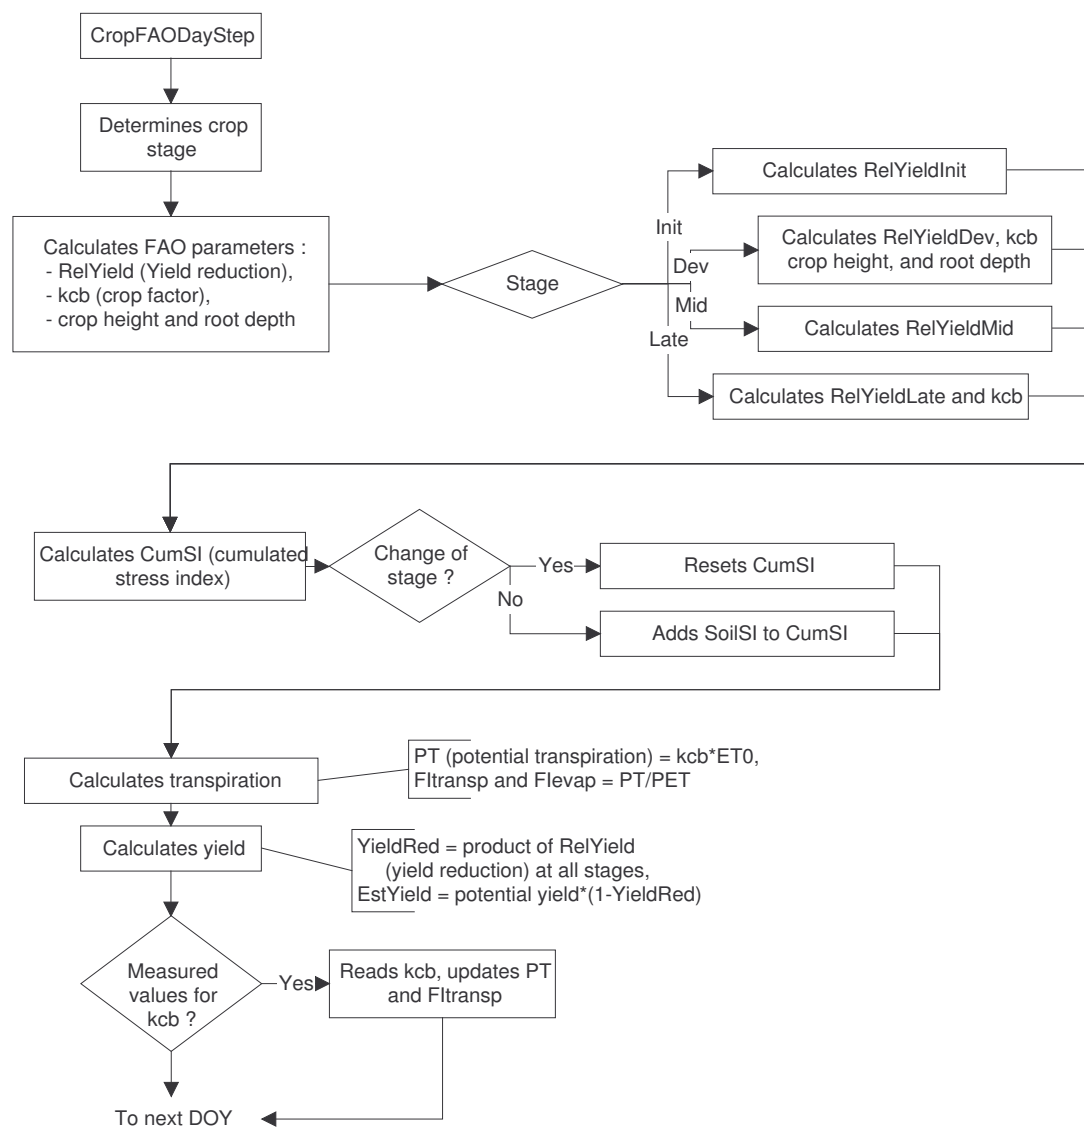 CropFAODayStep
Determines crop
stage
Calculates FAO parameters :
- RelYield (Yield reduction),
- kcb (crop factor),
- crop height and root depth
Stage
Init
Dev
Mid
Late
Calculates RelYieldInit
Calculates RelYieldDev, kcb
crop height, and root depth
Calculates RelYieldMid
Calculates RelYieldLate and kcb
Calculates CumSI (cumulated
stress index)
Change of
stage ?
Yes
No
Resets CumSI
Adds SoilSI to CumSI
Calculates transpiration
PT (potential transpiration) = kcb*ET0,
FItransp and FIevap = PT/PET
Calculates yield
YieldRed = product of RelYield
(yield reduction) at all stages,
EstYield = potential yield*(1-YieldRed)
Measured
values for
kcb ?
Yes
Reads kcb, updates PT
and FItransp
To next DOY